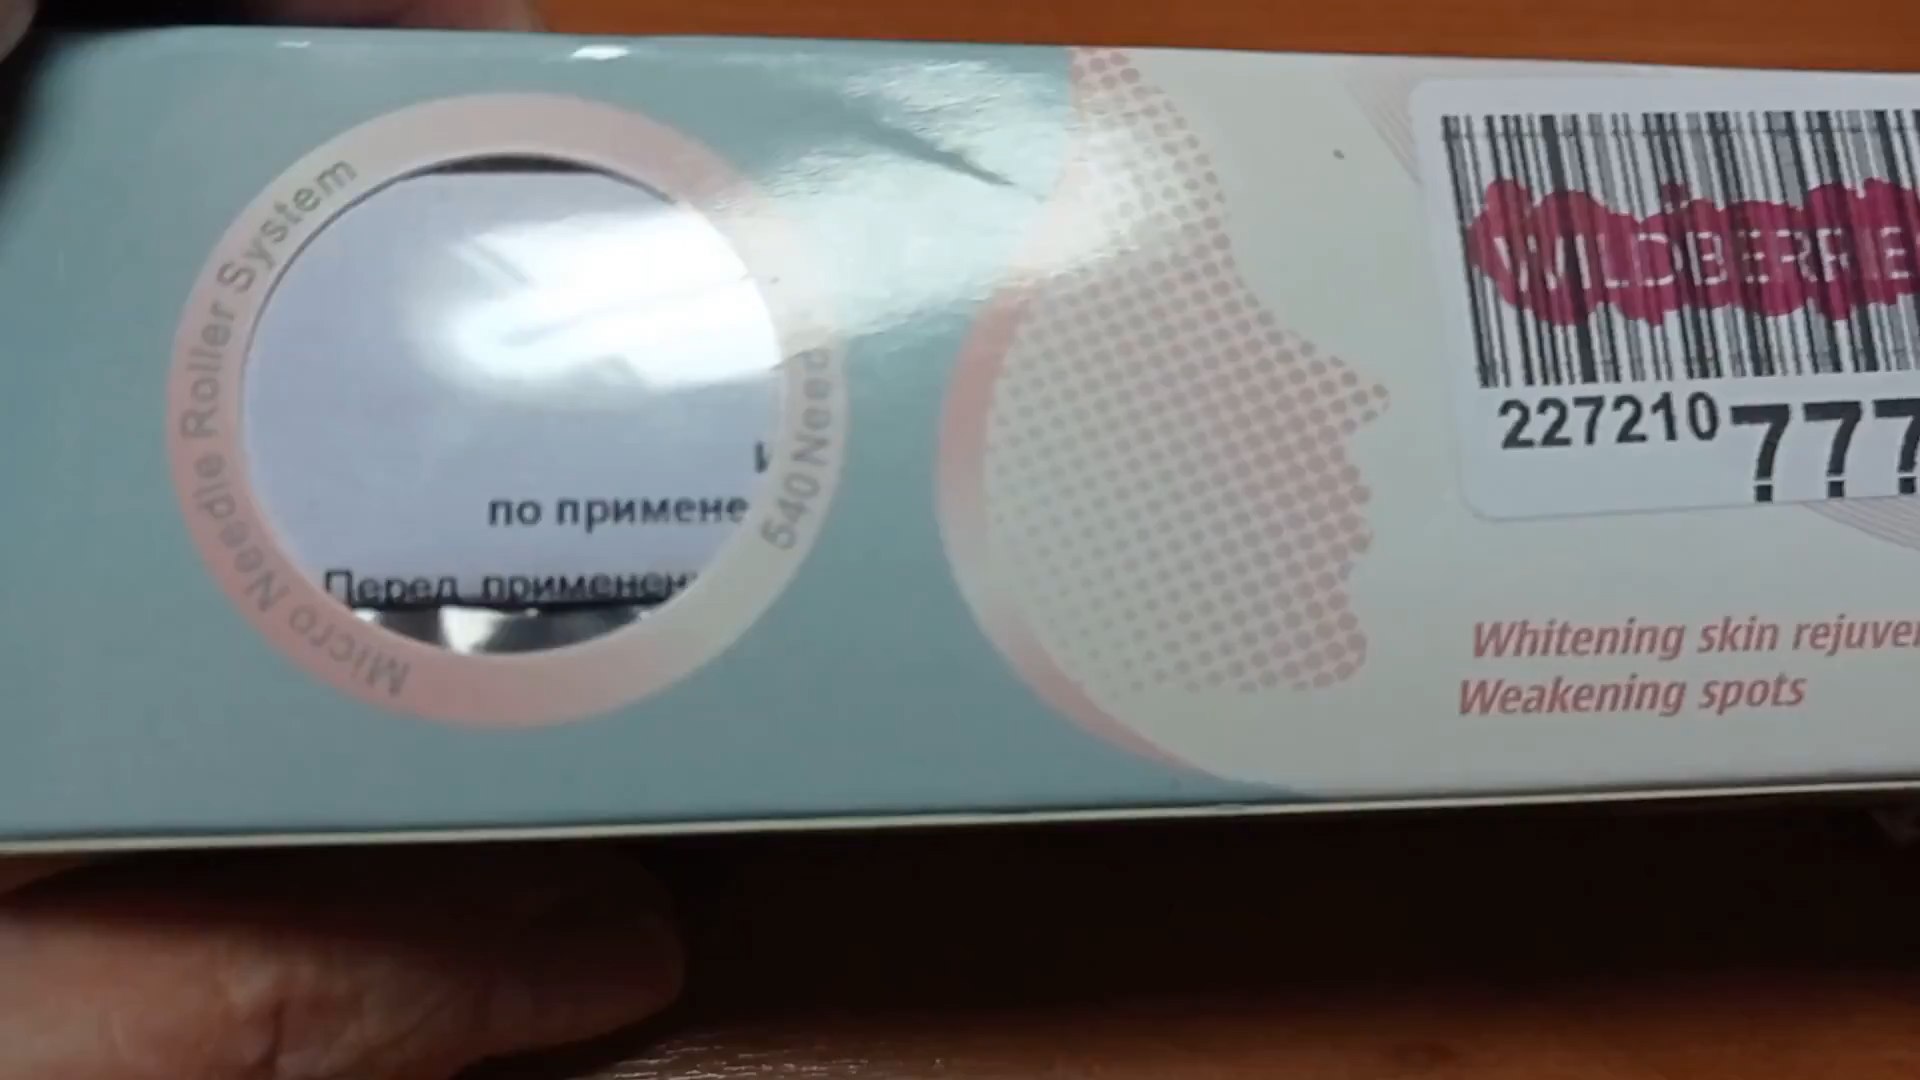 Micro Needle Roller System
540 Need
по примене
Перед применен
WILDBERRIE
227210 777
Whitening skin rejuven
Weakening spots